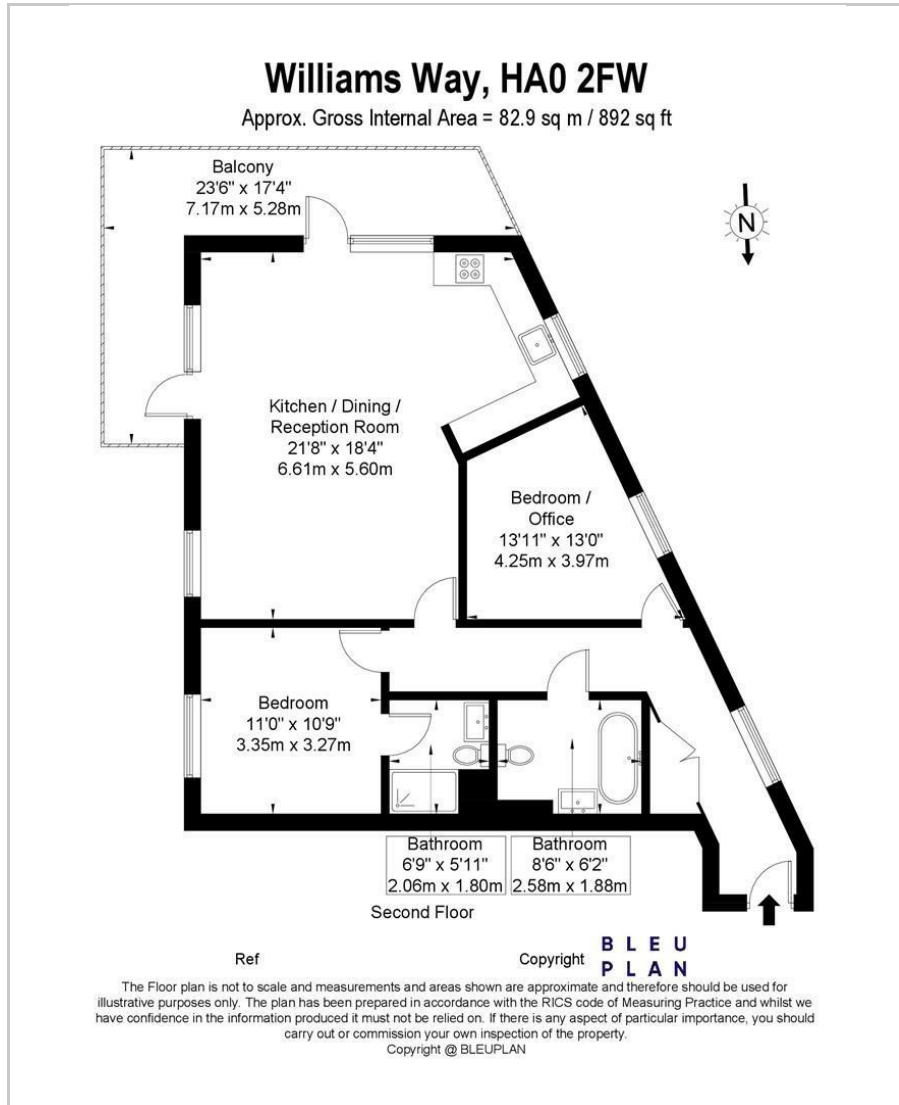 Williams Way, HA0 2FW
Approx. Gross Internal Area = 82.9 sq m / 892 sq ft
Balcony
23'6" x 17'4"
7.17m x 5.28m
N
Kitchen / Dining /
Reception Room
21'8" x 18'4"
6.61m x 5.60m
Bedroom /
Office
13'11" x 13'0"
4.25m x 3.97m
Bedroom
11'0" x 10'9"
3.35m x 3.27m
Bathroom
6'9" x 5'11"
2.06m x 1.80m
Bathroom
8'6" x 6'2"
2.58m x 1.88m
Second Floor
Ref
Copyright
BLEU
PLAN
The Floor plan is not to scale and measurements and areas shown are approximate and therefore should be used for
illustrative purposes only. The plan has been prepared in accordance with the RICS code of Measuring Practice and whilst we
have confidence in the information produced it must not be relied on. If there is any aspect of particular importance, you should
carry out or commission your own inspection of the property.
Copyright @ BLEUPLAN